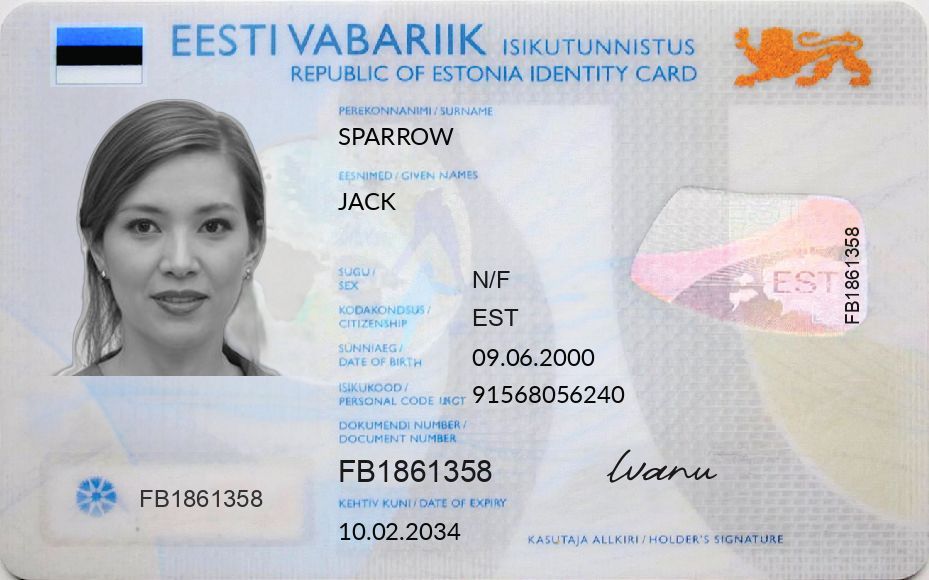 EESTI VABARIIK ISIKUTUNNISTUS
REPUBLIC OF ESTONIA IDENTITY CARD
PEREKONNANIMI / SURNAME
SPARROW
EESNIMED / GIVEN NAMES
JACK
SUGU /
SEX
N/F
KODAKONDSUS /
CITIZENSHIP
EST
SÜNNIAEG /
DATE OF BIRTH
09.06.2000
ISIKUKOOD /
PERSONAL CODE
91568056240
DOKUMENDI NUMBER /
DOCUMENT NUMBER
FB1861358
KEHTIV KUNI / DATE OF EXPIRY
10.02.2034
FB1861358
EST
FB1861358
KASUTAJA ALLKIRI / HOLDER'S SIGNATURE